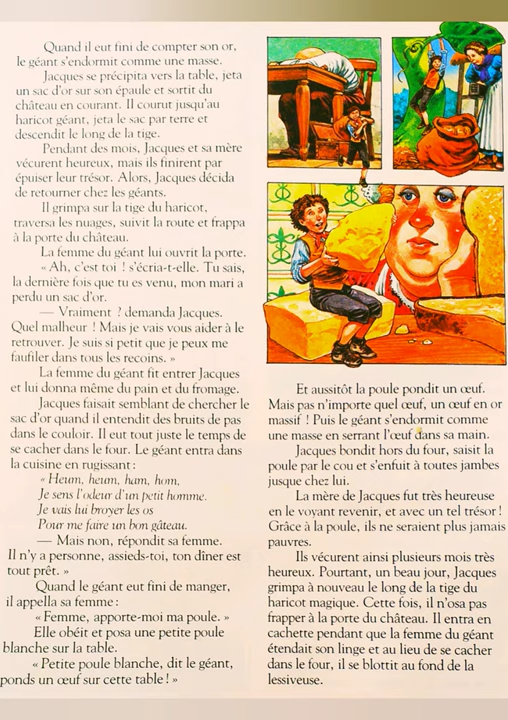 Quand il eut fini de compter son or,
le géant s'endormit comme une masse.
Jacques se précipita vers la table, jeta
un sac d'or sur son épaule et sortit du
château en courant. Il courut jusqu'au
haricot géant, jeta le sac par terre et
descendit le long de la tige.
Pendant des mois, Jacques et sa mère
vécurent heureux, mais ils finirent par
épuiser leur trésor. Alors, Jacques décida
de retourner chez les géants.
Il grimpa sur la tige du haricot,
traversa les nuages, suivit la route et frappa
à la porte du château.
La femme du géant lui ouvrit la porte.
« Ah, c'est toi ! s'écria-t-elle. Tu sais,
la dernière fois que tu es venu, mon mari a
perdu un sac d'or.
— Vraiment ? demanda Jacques.
Quel malheur ! Mais je vais vous aider à le
retrouver. Je suis si petit que je peux me
faufiler dans tous les recoins. »
La femme du géant fit entrer Jacques
et lui donna même du pain et du fromage.
Jacques faisait semblant de chercher le
sac d'or quand il entendit des bruits de pas
dans le couloir. Il eut tout juste le temps de
se cacher dans le four. Le géant entra dans
la cuisine en rugissant :
« Heum, heum, ham, hom,
Je sens l'odeur d'un petit homme.
Je vais lui broyer les os
Pour me faire un bon gâteau.
— Mais non, répondit sa femme.
Il n'y a personne, assieds-toi, ton dîner est
tout prêt. »
Quand le géant eut fini de manger,
il appella sa femme :
« Femme, apporte-moi ma poule. »
Elle obéit et posa une petite poule
blanche sur la table.
« Petite poule blanche, dit le géant,
ponds un œuf sur cette table ! »
Et aussitôt la poule pondit un œuf.
Mais pas n'importe quel œuf, un œuf en or
massif ! Puis le géant s'endormit comme
une masse en serrant l'œuf dans sa main.
Jacques bondit hors du four, saisit la
poule par le cou et s'enfuit à toutes jambes
jusque chez lui.
La mère de Jacques fut très heureuse
en le voyant revenir, et avec un tel trésor !
Grâce à la poule, ils ne seraient plus jamais
pauvres.
Ils vécurent ainsi plusieurs mois très
heureux. Pourtant, un beau jour, Jacques
grimpa à nouveau le long de la tige du
haricot magique. Cette fois, il n'osa pas
frapper à la porte du château. Il entra en
cachette pendant que la femme du géant
étendait son linge et au lieu de se cacher
dans le four, il se blottit au fond de la
lessiveuse.